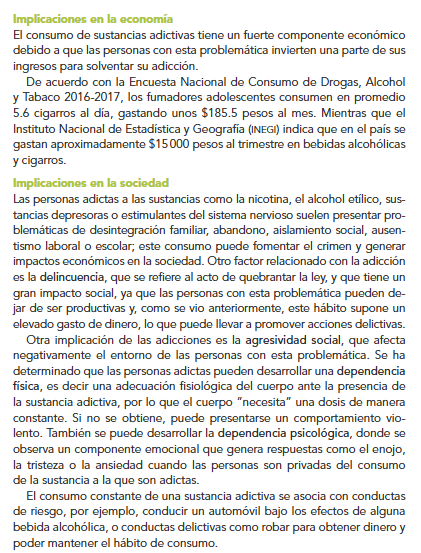 Implicaciones en la economía
El consumo de sustancias adictivas tiene un fuerte componente económico
debido a que las personas con esta problemática invierten una parte de sus
ingresos para solventar su adicción.
De acuerdo con la Encuesta Nacional de Consumo de Drogas, Alcohol
y Tabaco 2016-2017, los fumadores adolescentes consumen en promedio
5.6 cigarros al día, gastando unos $185.5 pesos al mes. Mientras que el
Instituto Nacional de Estadística y Geografía (INEGI) indica que en el país se
gastan aproximadamente $15 000 pesos al trimestre en bebidas alcohólicas
y cigarros.
Implicaciones en la sociedad
Las personas adictas a las sustancias como la nicotina, el alcohol etílico, sus-
tancias depresoras o estimulantes del sistema nervioso suelen presentar pro-
blemáticas de desintegración familiar, abandono, aislamiento social, ausen-
tismo laboral o escolar; este consumo puede fomentar el crimen y generar
impactos económicos en la sociedad. Otro factor relacionado con la adicción
es la delincuencia, que se refiere al acto de quebrantar la ley, y que tiene un
gran impacto social, ya que las personas con esta problemática pueden de-
jar de ser productivas y, como se vio anteriormente, este hábito supone un
elevado gasto de dinero, lo que puede llevar a promover acciones delictivas.
Otra implicación de las adicciones es la agresividad social, que afecta
negativamente el entorno de las personas con esta problemática. Se ha
determinado que las personas adictas pueden desarrollar una dependencia
física, es decir una adecuación fisiológica del cuerpo ante la presencia de
la sustancia adictiva, por lo que el cuerpo “necesita” una dosis de manera
constante. Si no se obtiene, puede presentarse un comportamiento vio-
lento. También se puede desarrollar la dependencia psicológica, donde se
observa un componente emocional que genera respuestas como el enojo,
la tristeza o la ansiedad cuando las personas son privadas del consumo
de la sustancia a la que son adictas.
El consumo constante de una sustancia adictiva se asocia con conductas
de riesgo, por ejemplo, conducir un automóvil bajo los efectos de alguna
bebida alcohólica, o conductas delictivas como robar para obtener dinero y
poder mantener el hábito de consumo.